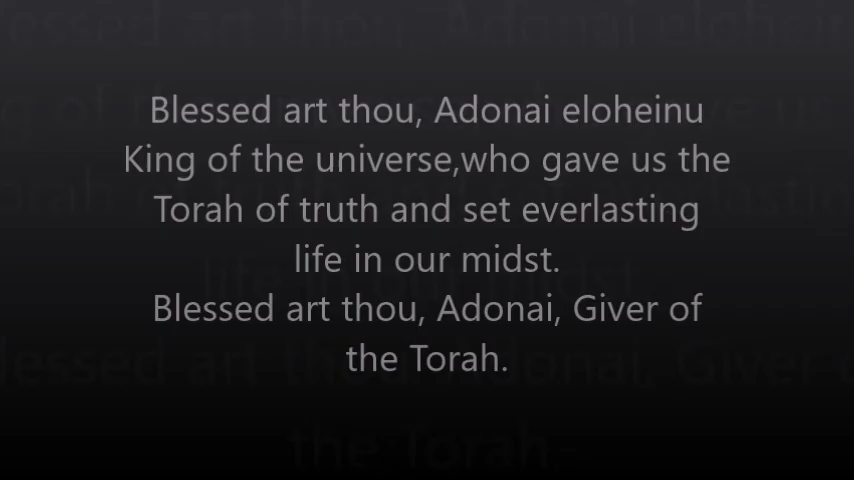 Blessed art thou, Adonai eloheinu
King of the universe,who gave us the
Torah of truth and set everlasting
life in our midst.
Blessed art thou, Adonai, Giver of
the Torah.